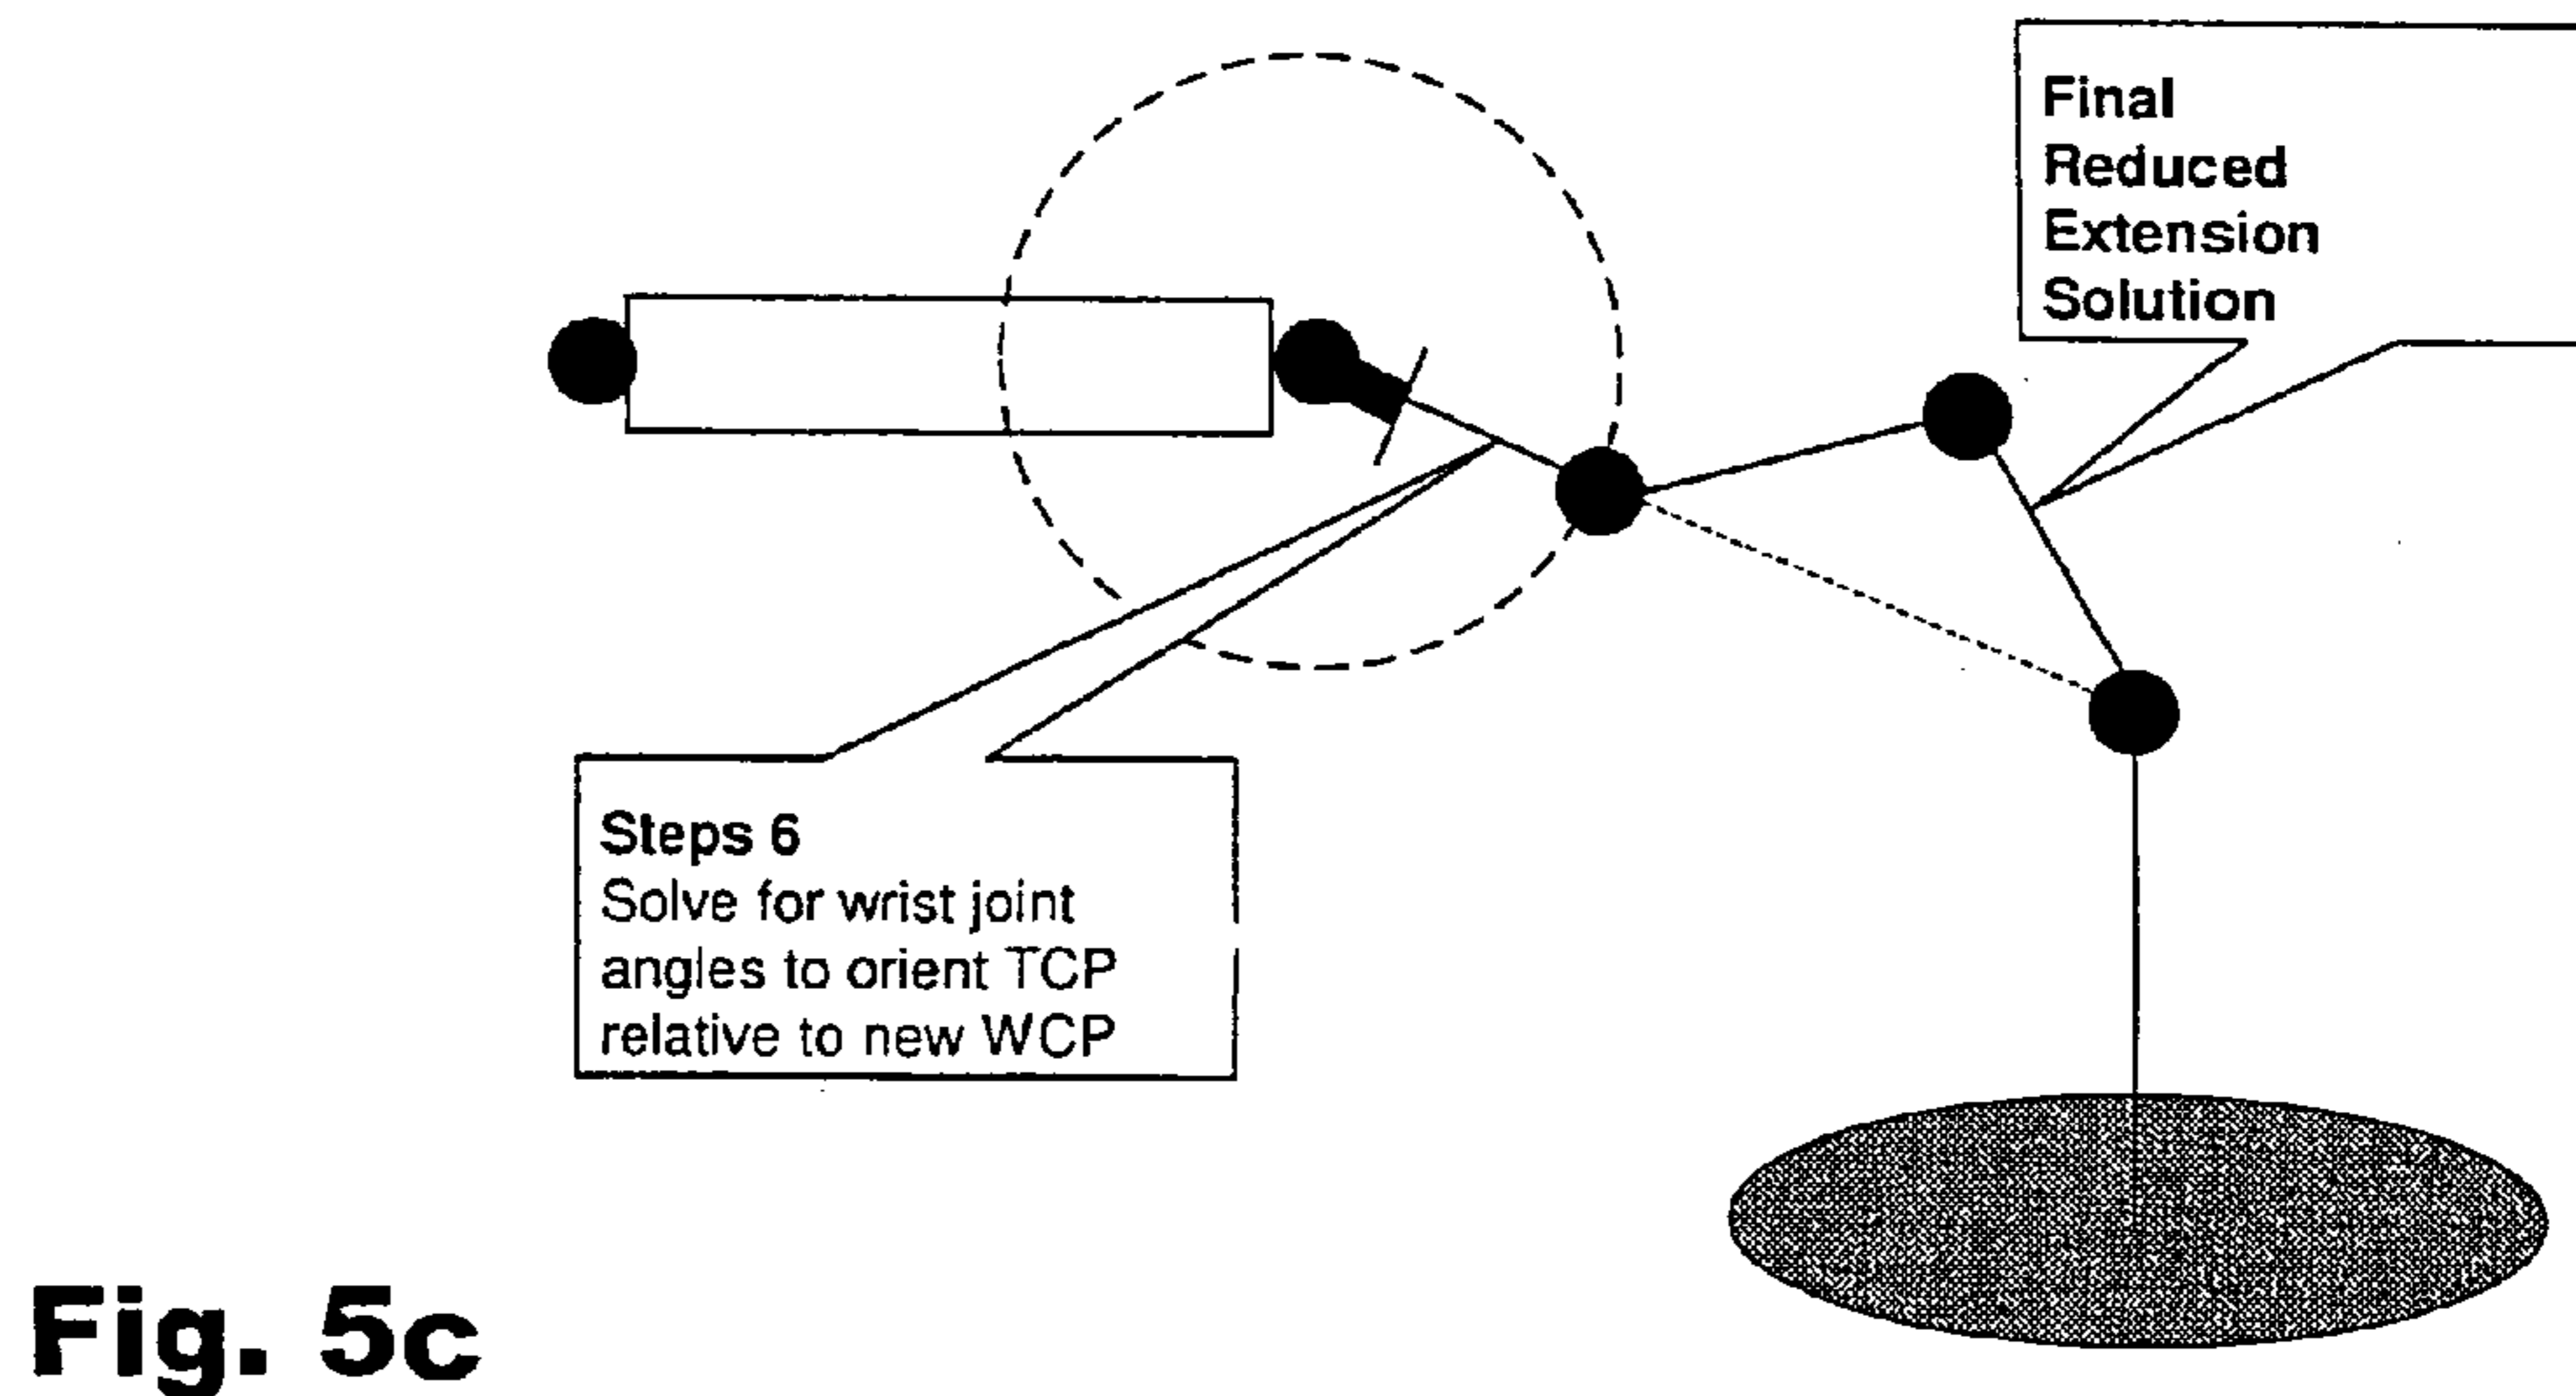 Final
Reduced
Extension
Solution
Steps 6
Solve for wrist joint
angles to orient TCP
relative to new WCP
Fig. 5c